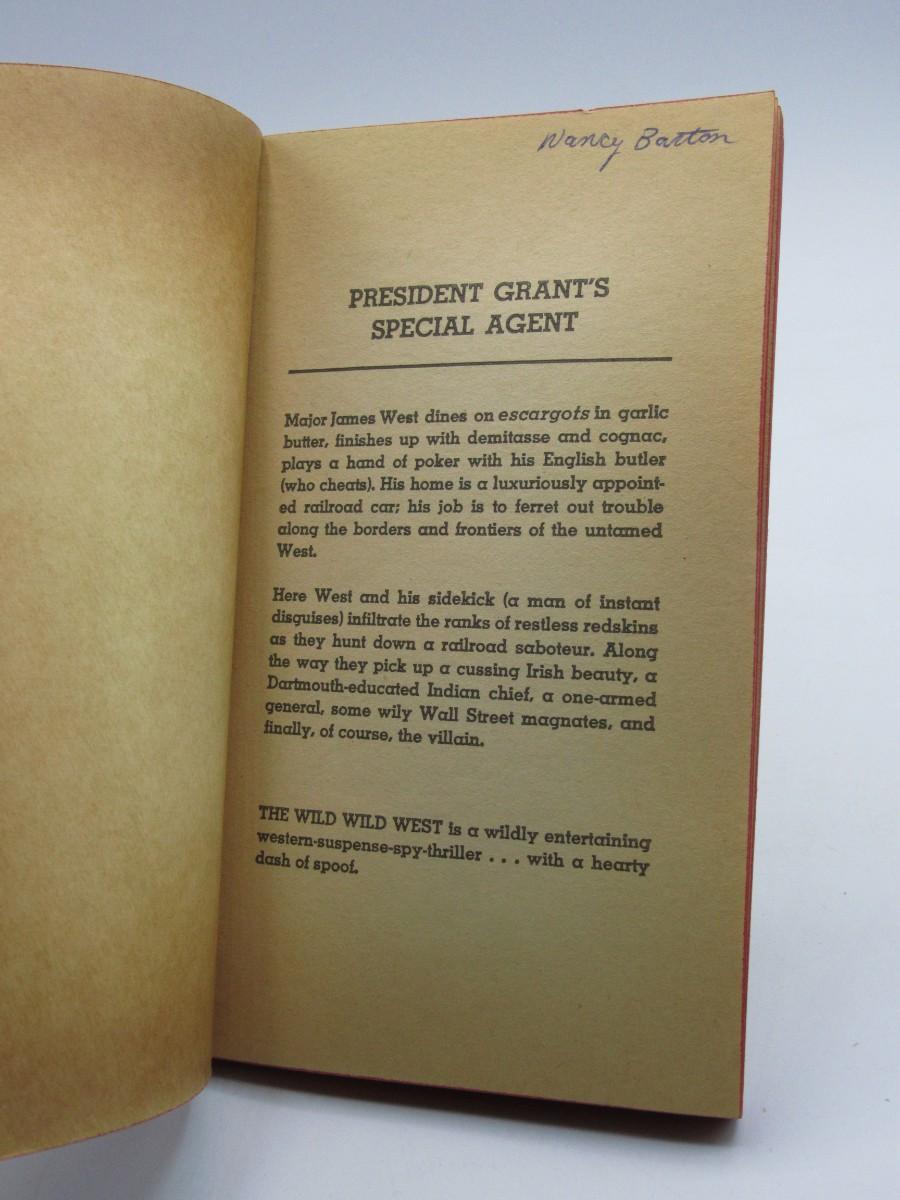 Nancy Barton
PRESIDENT GRANT'S
SPECIAL AGENT
Major James West dines on escargots in garlic
butter, finishes up with demitasse and cognac,
plays a hand of poker with his English butler
(who cheats). His home is a luxuriously appoint-
ed railroad car; his job is to ferret out trouble
along the borders and frontiers of the untamed
West.
Here West and his sidekick (a man of instant
disguises) infiltrate the ranks of restless redskins
as they hunt down a railroad saboteur. Along
the way they pick up a cussing Irish beauty, a
Dartmouth-educated Indian chief, a one-armed
general, some wily Wall Street magnates, and
finally, of course, the villain.
THE WILD WILD WEST is a wildly entertaining
western-suspense-spy-thriller . . . with a hearty
dash of spoof.